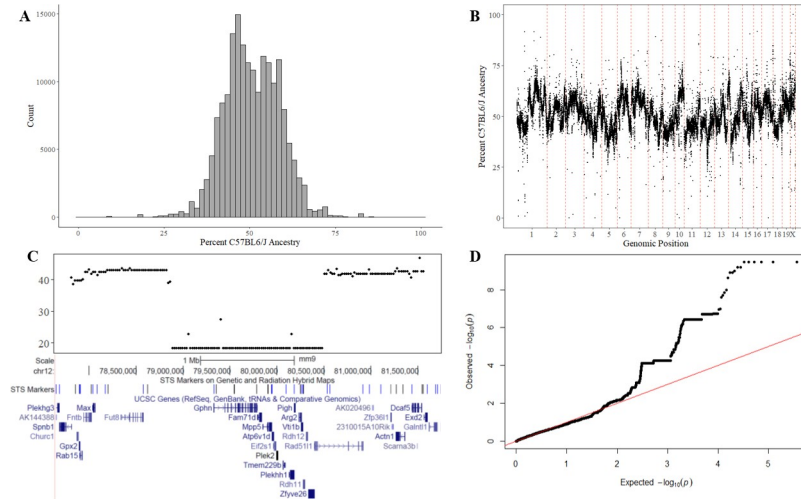 A
15000
10000
5000
0
Count
0 25 50 75 100
Percent C57BL6/J Ancestry
B
100
75
50
25
0
Percent C57BL6/J Ancestry
1 2 3 4 5 6 7 8 9 10 11 12 13 14 15 16 17 18 19X
Genomic Position
C
40
30
20
Scale 1 Mb mm9
chr12: 78,500,000 79,000,000 79,500,000 80,000,000 80,500,000 81,000,000 81,500,000
STS Markers on Genetic and Radiation Hybrid Maps
STS Markers
UCSC Genes (RefSeq, GenBank, tRNAs & Comparative Genomics)
Plekhg3 Max Gphn Pigh AK020496 Dcaf5
AK144388 Fntb Fut8 Fam71d Arg2 Zfp36l1 Exd2
Spnb1 Mpp5 Vti1b 2310015A10Rik Galntl1
Churc1 Atp6v1d Rdh12 Actn1
Gpx2 Eif2s1 Rad51l1 Scarna3b
Rab15 Plek2
Tmem229b
Plekhh1
Rdh11
Zfyve26
D
8
6
4
2
0
Observed −log10(p)
0 1 2 3 4 5
Expected −log10(p)